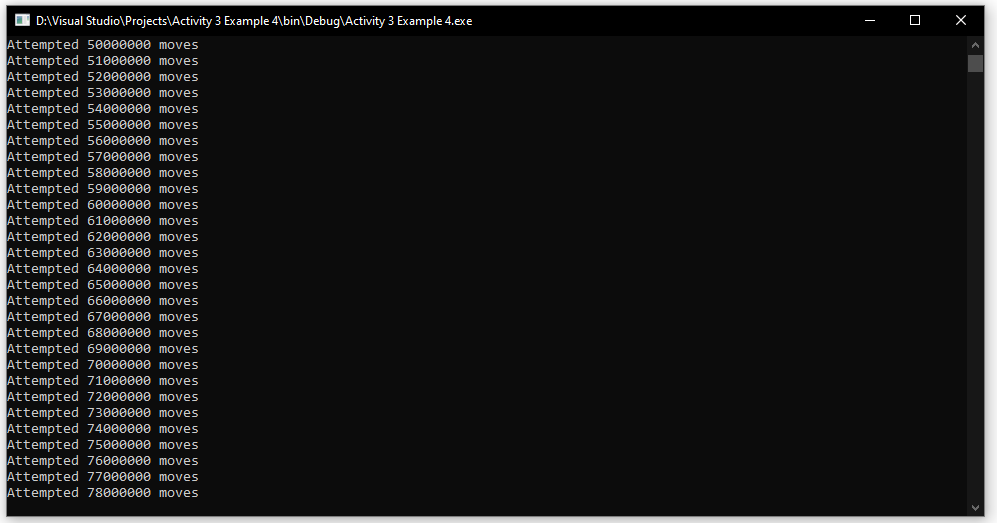 D:\Visual Studio\Projects\Activity 3 Example 4\bin\Debug\Activity 3 Example 4.exe
Attempted 50000000 moves
Attempted 51000000 moves
Attempted 52000000 moves
Attempted 53000000 moves
Attempted 54000000 moves
Attempted 55000000 moves
Attempted 56000000 moves
Attempted 57000000 moves
Attempted 58000000 moves
Attempted 59000000 moves
Attempted 60000000 moves
Attempted 61000000 moves
Attempted 62000000 moves
Attempted 63000000 moves
Attempted 64000000 moves
Attempted 65000000 moves
Attempted 66000000 moves
Attempted 67000000 moves
Attempted 68000000 moves
Attempted 69000000 moves
Attempted 70000000 moves
Attempted 71000000 moves
Attempted 72000000 moves
Attempted 73000000 moves
Attempted 74000000 moves
Attempted 75000000 moves
Attempted 76000000 moves
Attempted 77000000 moves
Attempted 78000000 moves